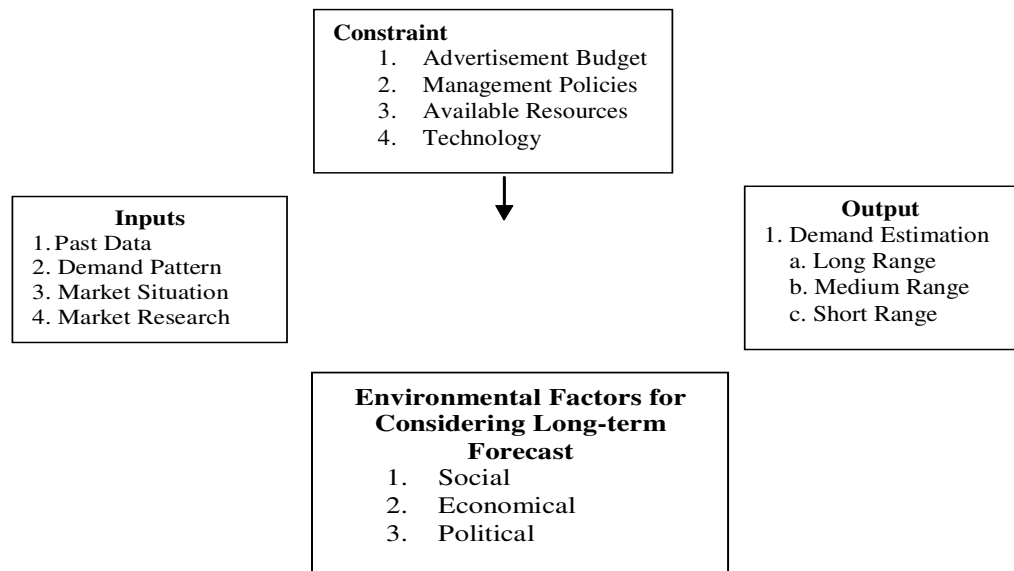 Constraint
1. Advertisement Budget
2. Management Policies
3. Available Resources
4. Technology
Inputs
1. Past Data
2. Demand Pattern
3. Market Situation
4. Market Research
Output
1. Demand Estimation
a. Long Range
b. Medium Range
c. Short Range
Environmental Factors for
Considering Long-term
Forecast
1. Social
2. Economical
3. Political